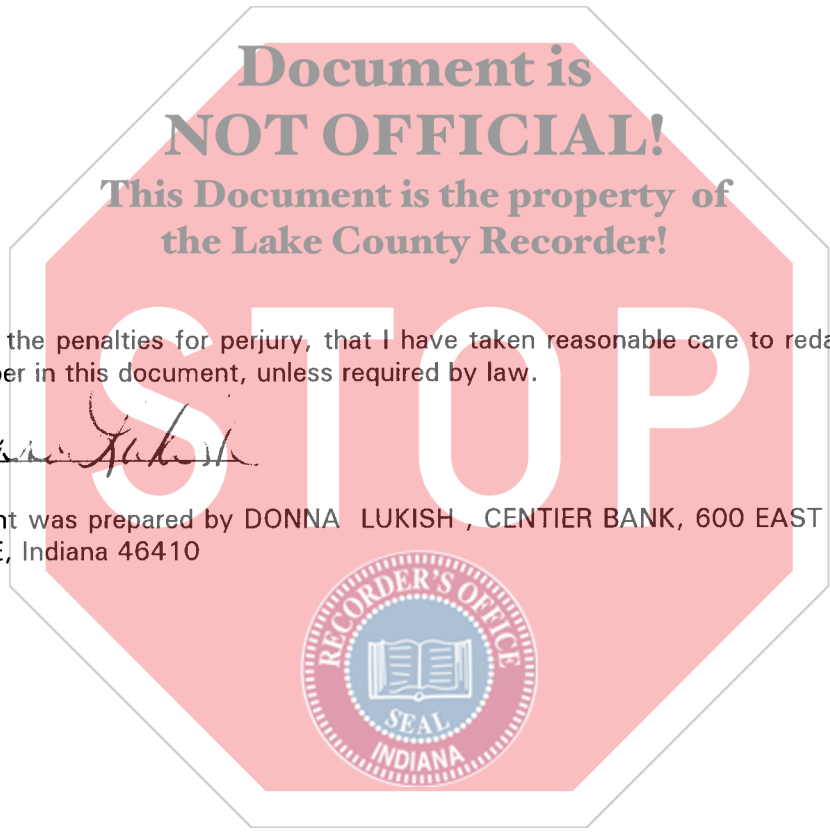 Document is
NOT OFFICIAL!
This Document is the property of
the Lake County Recorder!
STOP
the penalties for perjury, that I have taken reasonable care to reda
er in this document, unless required by law.
Lukish
nt was prepared by DONNA LUKISH , CENTIER BANK, 600 EAST
E, Indiana 46410
RECORDER'S OFFICE
SEAL
INDIANA